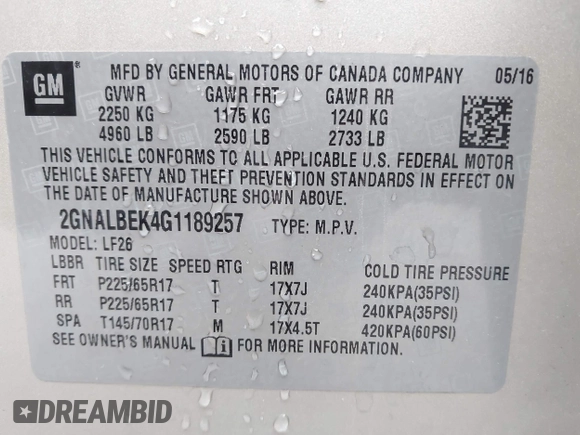 GM
MFD BY GENERAL MOTORS OF CANADA COMPANY 05/16
GVWR GAWR FRT GAWR RR
2250 KG 1175 KG 1240 KG
4960 LB 2590 LB 2733 LB
THIS VEHICLE CONFORMS TO ALL APPLICABLE U.S. FEDERAL MOTOR
VEHICLE SAFETY AND THEFT PREVENTION STANDARDS IN EFFECT ON
THE DATE OF MANUFACTURE SHOWN ABOVE.
2GNALBEK4G1189257 TYPE: M.P.V.
MODEL: LF26
LBBR TIRE SIZE SPEED RTG RIM COLD TIRE PRESSURE
FRT P225/65R17 T 17X7J 240KPA(35PSI)
RR P225/65R17 T 17X7J 240KPA(35PSI)
SPA T145/70R17 M 17X4.5T 420KPA(60PSI)
SEE OWNER'S MANUAL FOR MORE INFORMATION.
DREAMBID